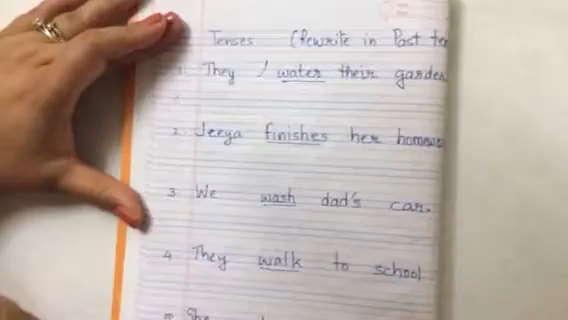 Tenses (Rewrite in Past
1. They / water their garden
2. Jeeya finishes her
3 We wash dad's car.
4 They walk to school
She